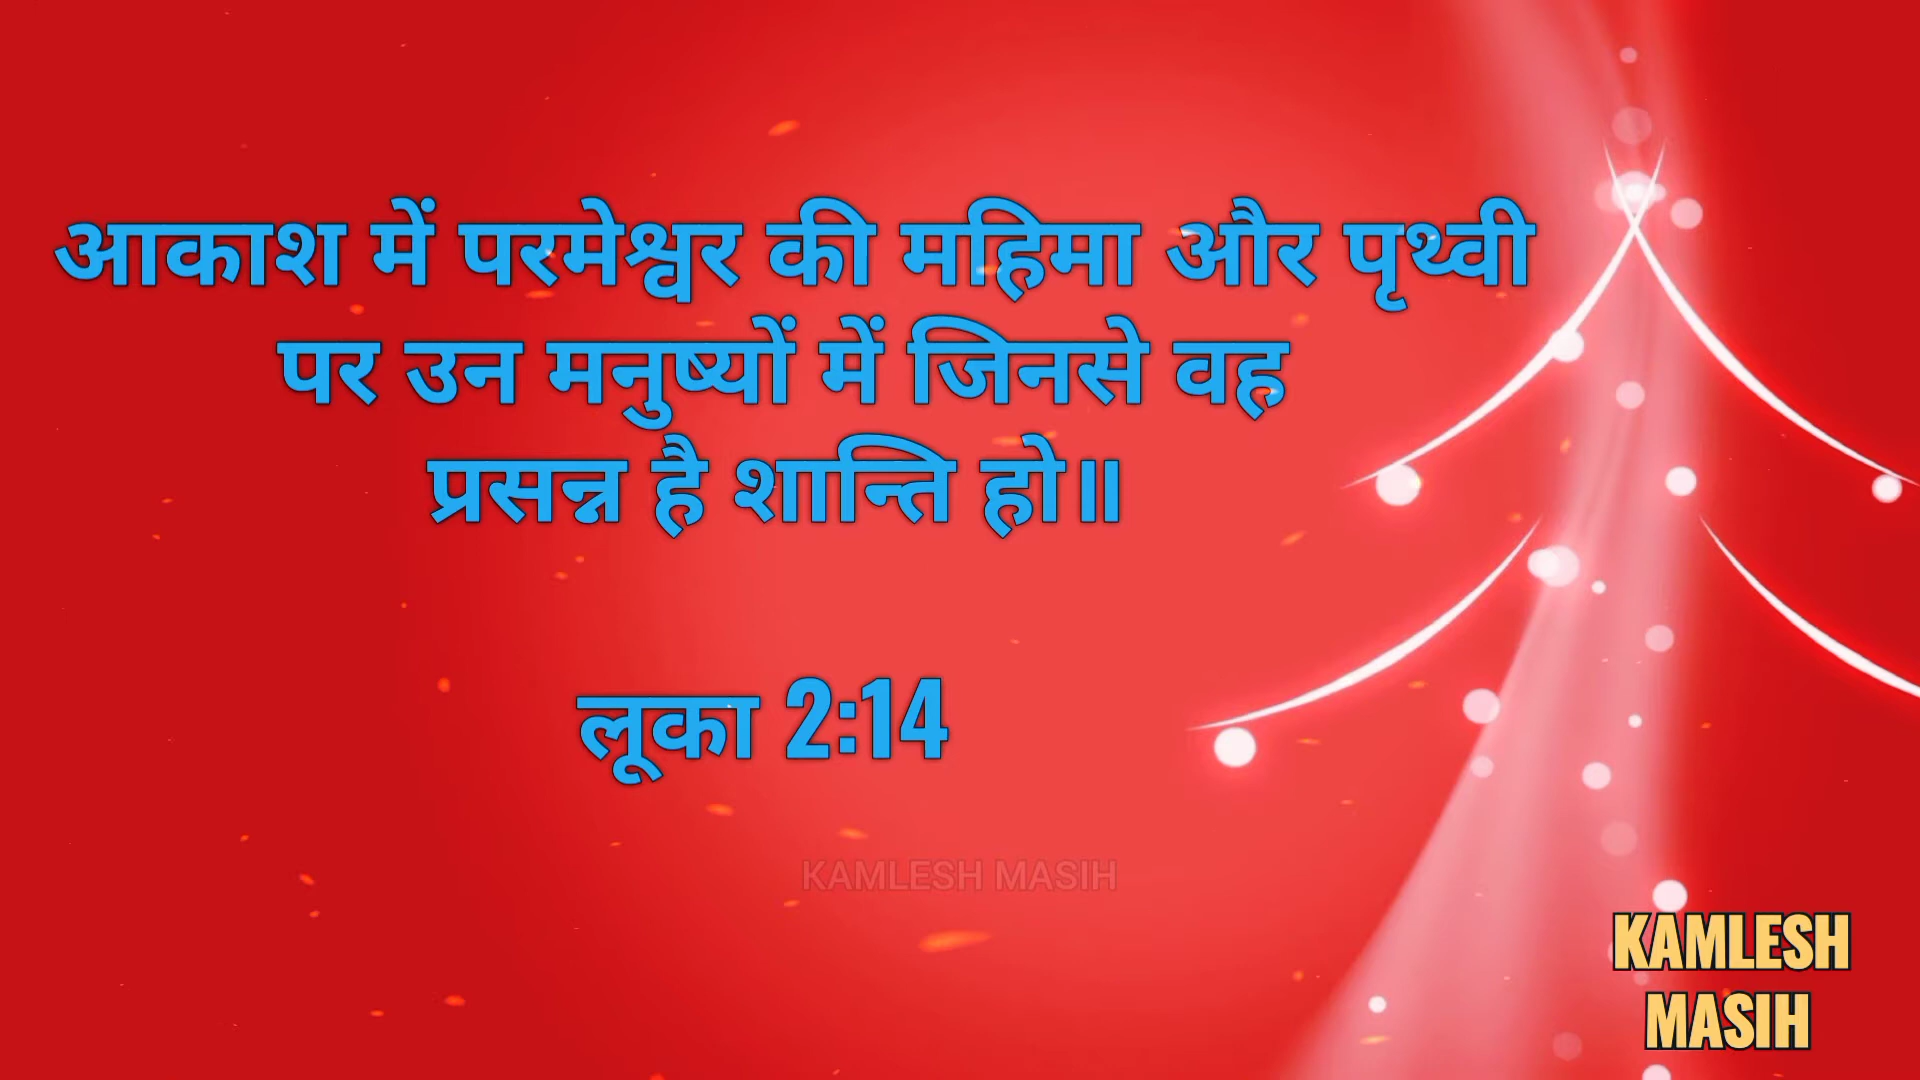 आकाश में परमेश्वर की महिमा और पृथ्वी
पर उन मनुष्यों में जिनसे वह
प्रसन्न है शान्ति हो॥
लूका 2:14
KAMLESH MASIH
KAMLESH
MASIH